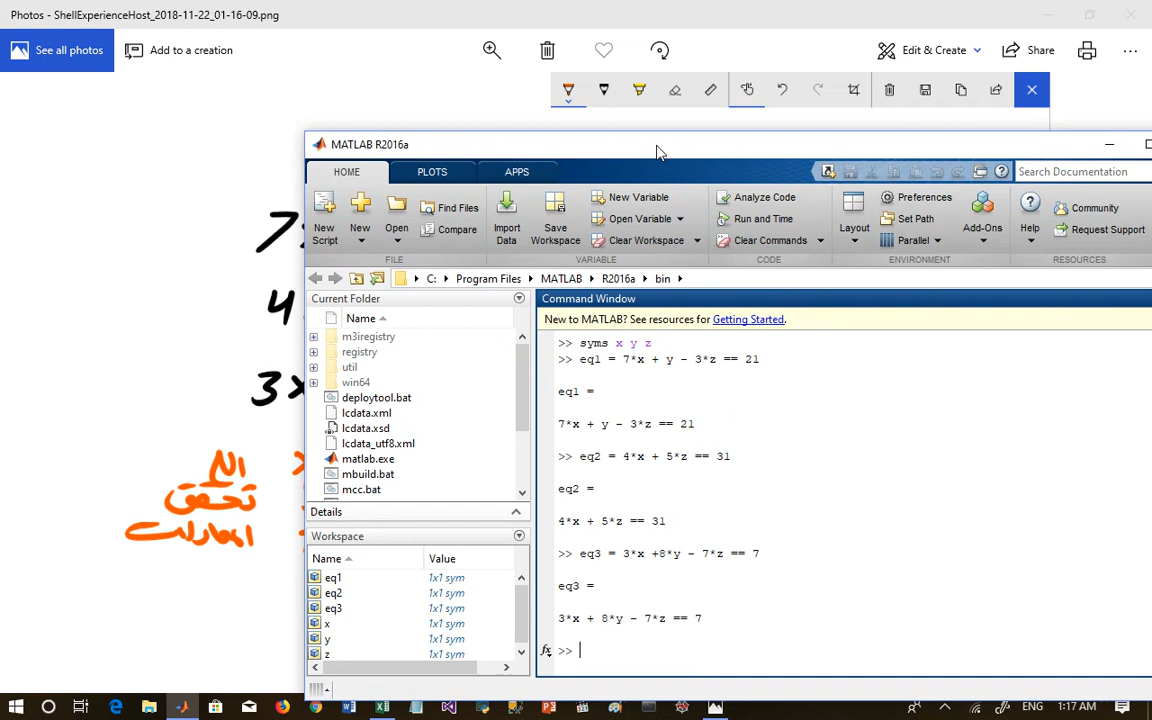 Photos - ShellExperienceHost_2018-11-22_01-16-09.png
See all photos
Add to a creation
Edit & Create
Share
MATLAB R2016a
HOME
PLOTS
APPS
Search Documentation
New Script
New
Open
Find Files
Compare
Import Data
Save Workspace
New Variable
Open Variable
Clear Workspace
Analyze Code
Run and Time
Clear Commands
Layout
Preferences
Set Path
Parallel
Add-Ons
Help
Community
Request Support
FILE
VARIABLE
CODE
ENVIRONMENT
RESOURCES
C: ▸ Program Files ▸ MATLAB ▸ R2016a ▸ bin ▸
Current Folder
Name
m3iregistry
registry
util
win64
deploytool.bat
lcdata.xml
lcdata.xsd
lcdata_utf8.xml
matlab.exe
mbuild.bat
mcc.bat
Details
Workspace
Name Value
eq1 1x1 sym
eq2 1x1 sym
eq3 1x1 sym
x 1x1 sym
y 1x1 sym
z 1x1 sym
Command Window
New to MATLAB? See resources for Getting Started.
>> syms x y z
>> eq1 = 7*x + y - 3*z == 21
eq1 =
7*x + y - 3*z == 21
>> eq2 = 4*x + 5*z == 31
eq2 =
4*x + 5*z == 31
>> eq3 = 3*x +8*y - 7*z == 7
eq3 =
3*x + 8*y - 7*z == 7
fx >>
7
4
3x
تحقق
المعادلات
ENG 1:17 AM